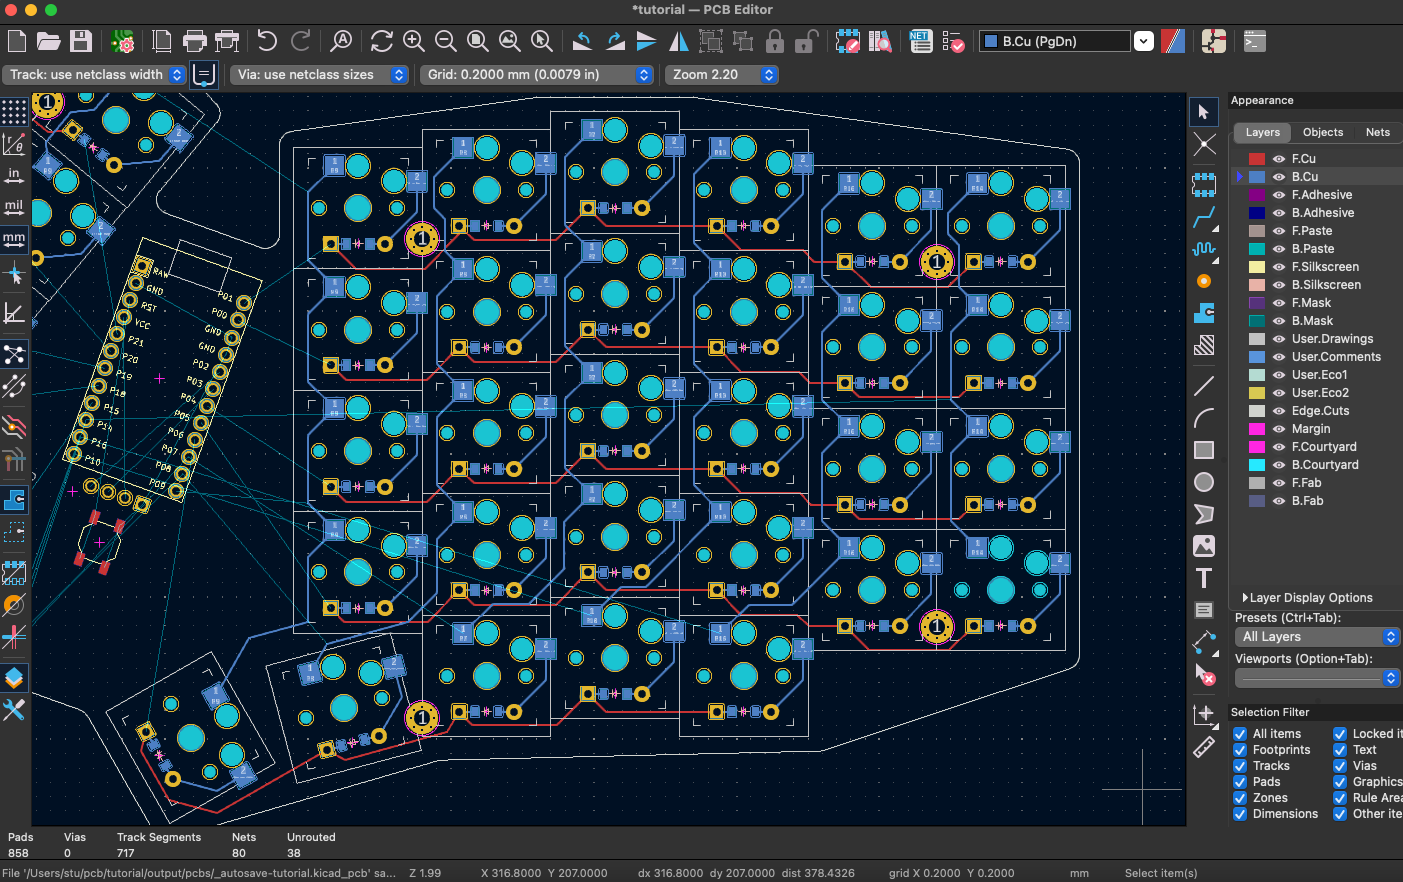 *tutorial — PCB Editor
B.Cu (PgDn)
Track: use netclass width
Via: use netclass sizes
Grid: 0.2000 mm (0.0079 in)
Zoom 2.20
in
mil
mm
Appearance
Layers
Objects
Nets
F.Cu
B.Cu
F.Adhesive
B.Adhesive
F.Paste
B.Paste
F.Silkscreen
B.Silkscreen
F.Mask
B.Mask
User.Drawings
User.Comments
User.Eco1
User.Eco2
Edge.Cuts
Margin
F.Courtyard
B.Courtyard
F.Fab
B.Fab
Layer Display Options
Presets (Ctrl+Tab):
All Layers
Viewports (Option+Tab):
Selection Filter
All items
Locked it
Footprints
Text
Tracks
Vias
Pads
Graphics
Zones
Rule Area
Dimensions
Other ite
RAW
GND
RST
VCC
P21
P20
P19
P18
P15
P14
P16
P10
P01
P00
GND
GND
P02
P03
P04
P05
P06
P07
P08
P09
Pads
858
Vias
0
Track Segments
717
Nets
80
Unrouted
38
File '/Users/stu/pcb/tutorial/output/pcbs/_autosave-tutorial.kicad_pcb' sa...
Z 1.99
X 316.8000 Y 207.0000
dx 316.8000 dy 207.0000 dist 378.4326
grid X 0.2000 Y 0.2000
mm
Select item(s)